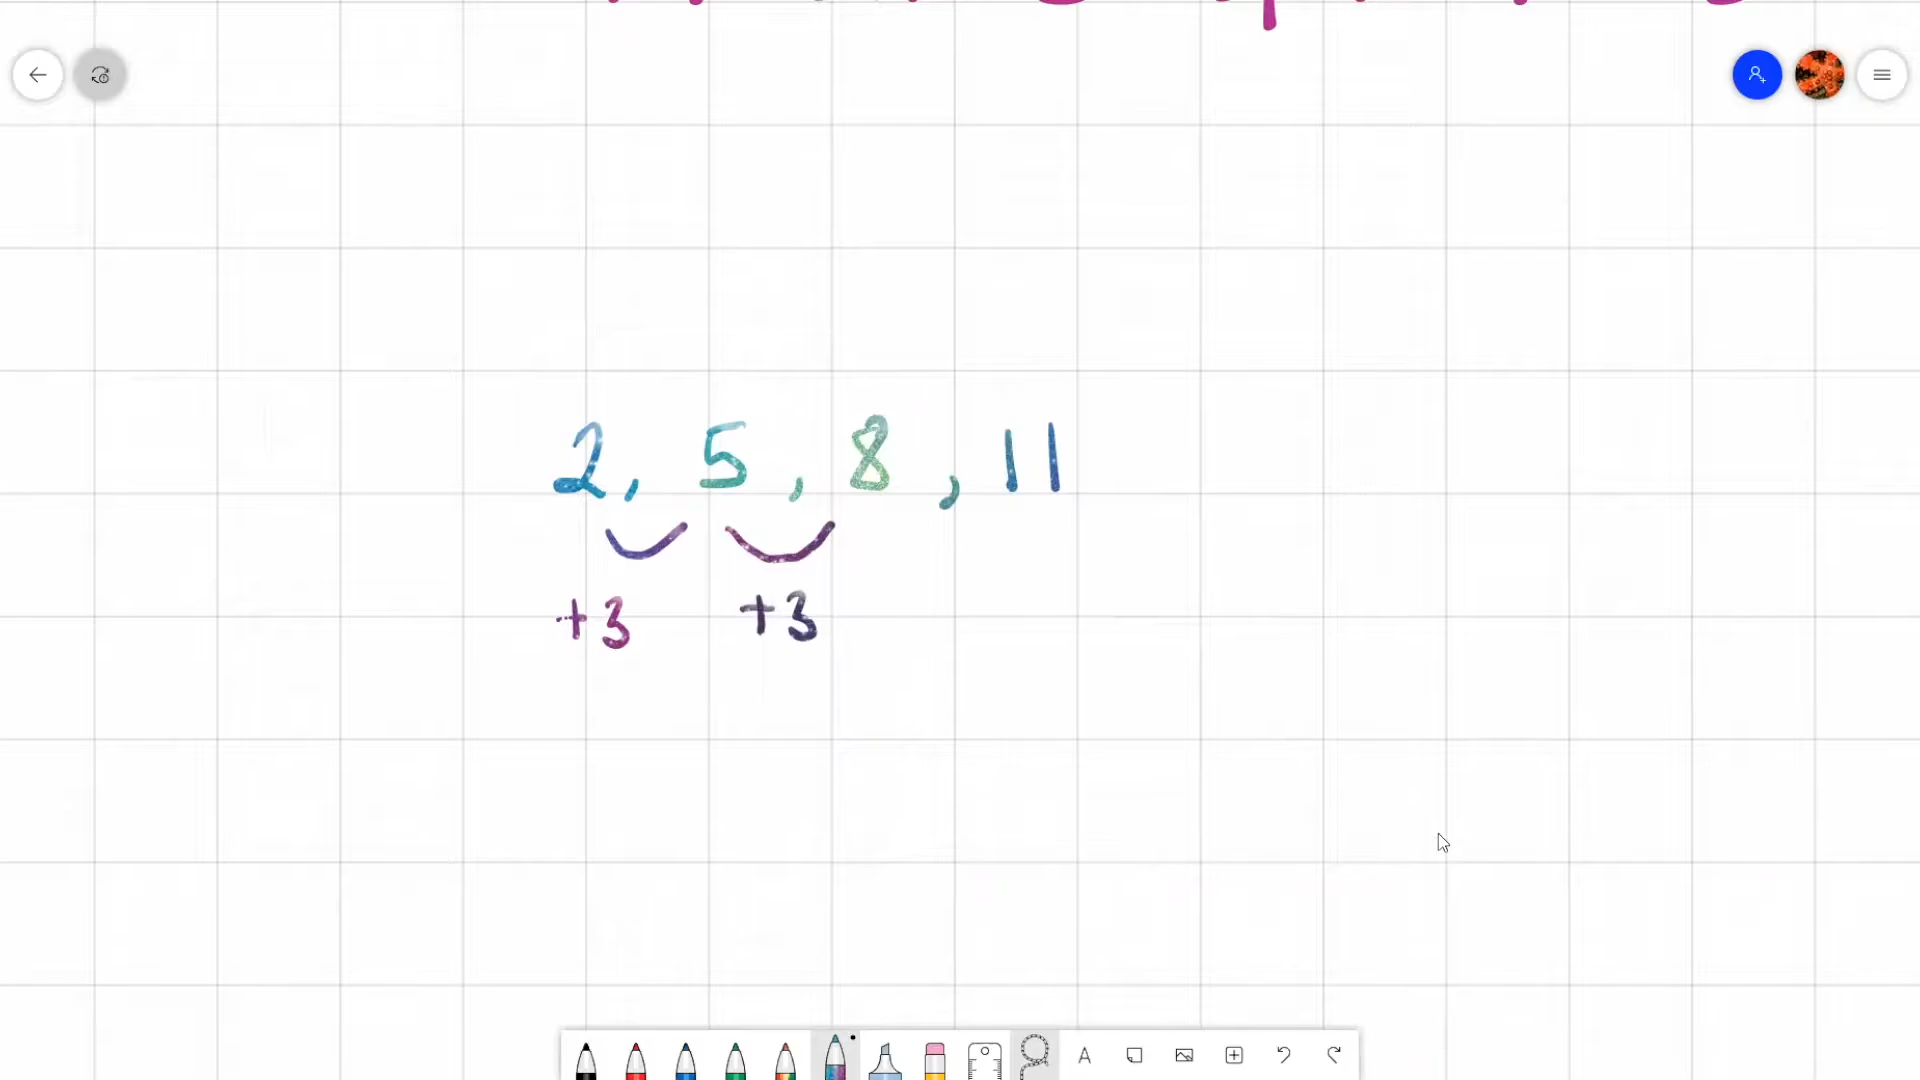 2, 5, 8, 11
+3 +3
A